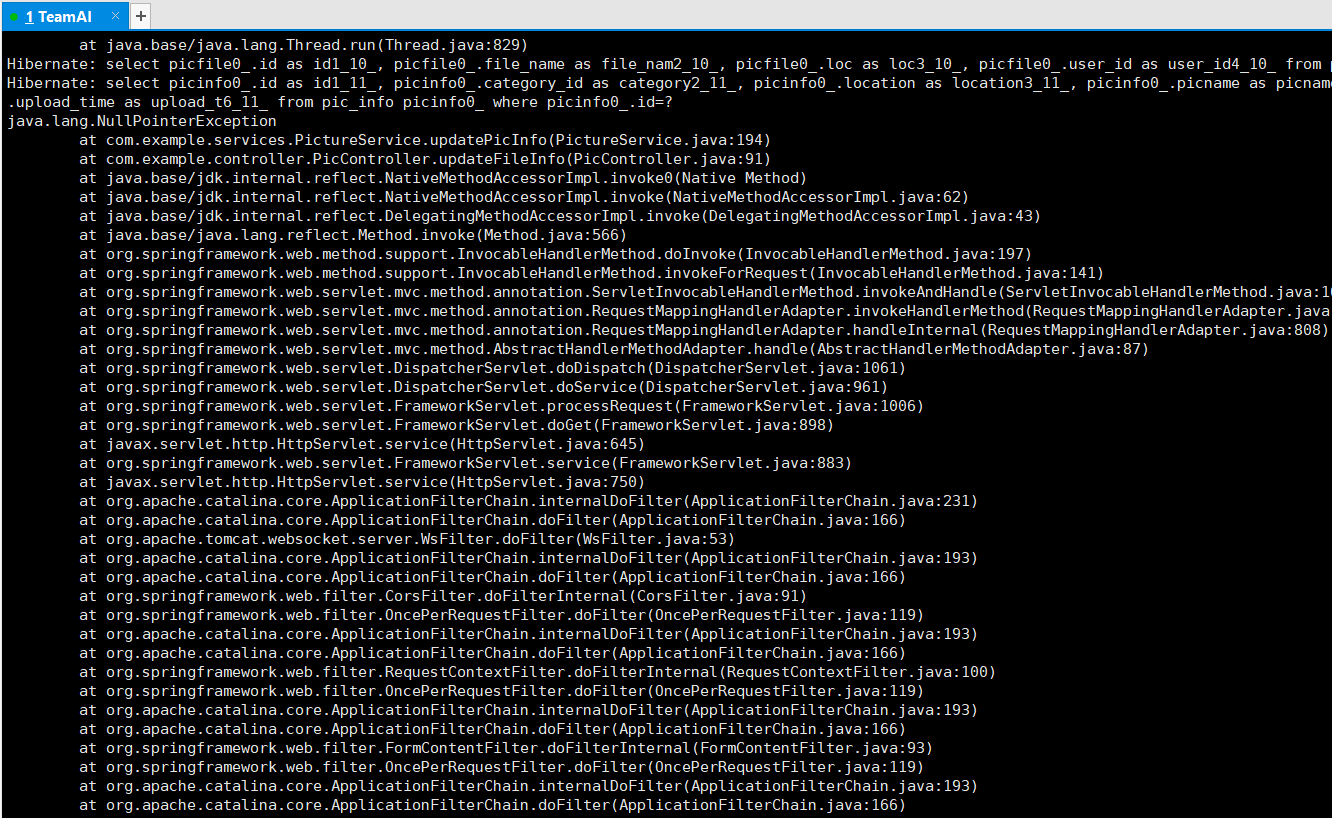 1 TeamAI × +
at java.base/java.lang.Thread.run(Thread.java:829)
Hibernate: select picfile0_.id as id1_10_, picfile0_.file_name as file_nam2_10_, picfile0_.loc as loc3_10_, picfile0_.user_id as user_id4_10_ from
Hibernate: select picinfo0_.id as id1_11_, picinfo0_.category_id as category2_11_, picinfo0_.location as location3_11_, picinfo0_.picname as picname
.upload_time as upload_t6_11_ from pic_info picinfo0_ where picinfo0_.id=?
java.lang.NullPointerException
at com.example.services.PictureService.updatePicInfo(PictureService.java:194)
at com.example.controller.PicController.updateFileInfo(PicController.java:91)
at java.base/jdk.internal.reflect.NativeMethodAccessorImpl.invoke0(Native Method)
at java.base/jdk.internal.reflect.NativeMethodAccessorImpl.invoke(NativeMethodAccessorImpl.java:62)
at java.base/jdk.internal.reflect.DelegatingMethodAccessorImpl.invoke(DelegatingMethodAccessorImpl.java:43)
at java.base/java.lang.reflect.Method.invoke(Method.java:566)
at org.springframework.web.method.support.InvocableHandlerMethod.doInvoke(InvocableHandlerMethod.java:197)
at org.springframework.web.method.support.InvocableHandlerMethod.invokeForRequest(InvocableHandlerMethod.java:141)
at org.springframework.web.servlet.mvc.method.annotation.ServletInvocableHandlerMethod.invokeAndHandle(ServletInvocableHandlerMethod.java:10
at org.springframework.web.servlet.mvc.method.annotation.RequestMappingHandlerAdapter.invokeHandlerMethod(RequestMappingHandlerAdapter.java
at org.springframework.web.servlet.mvc.method.annotation.RequestMappingHandlerAdapter.handleInternal(RequestMappingHandlerAdapter.java:808)
at org.springframework.web.servlet.mvc.method.AbstractHandlerMethodAdapter.handle(AbstractHandlerMethodAdapter.java:87)
at org.springframework.web.servlet.DispatcherServlet.doDispatch(DispatcherServlet.java:1061)
at org.springframework.web.servlet.DispatcherServlet.doService(DispatcherServlet.java:961)
at org.springframework.web.servlet.FrameworkServlet.processRequest(FrameworkServlet.java:1006)
at org.springframework.web.servlet.FrameworkServlet.doGet(FrameworkServlet.java:898)
at javax.servlet.http.HttpServlet.service(HttpServlet.java:645)
at org.springframework.web.servlet.FrameworkServlet.service(FrameworkServlet.java:883)
at javax.servlet.http.HttpServlet.service(HttpServlet.java:750)
at org.apache.catalina.core.ApplicationFilterChain.internalDoFilter(ApplicationFilterChain.java:231)
at org.apache.catalina.core.ApplicationFilterChain.doFilter(ApplicationFilterChain.java:166)
at org.apache.tomcat.websocket.server.WsFilter.doFilter(WsFilter.java:53)
at org.apache.catalina.core.ApplicationFilterChain.internalDoFilter(ApplicationFilterChain.java:193)
at org.apache.catalina.core.ApplicationFilterChain.doFilter(ApplicationFilterChain.java:166)
at org.springframework.web.filter.CorsFilter.doFilterInternal(CorsFilter.java:91)
at org.springframework.web.filter.OncePerRequestFilter.doFilter(OncePerRequestFilter.java:119)
at org.apache.catalina.core.ApplicationFilterChain.internalDoFilter(ApplicationFilterChain.java:193)
at org.apache.catalina.core.ApplicationFilterChain.doFilter(ApplicationFilterChain.java:166)
at org.springframework.web.filter.RequestContextFilter.doFilterInternal(RequestContextFilter.java:100)
at org.springframework.web.filter.OncePerRequestFilter.doFilter(OncePerRequestFilter.java:119)
at org.apache.catalina.core.ApplicationFilterChain.internalDoFilter(ApplicationFilterChain.java:193)
at org.apache.catalina.core.ApplicationFilterChain.doFilter(ApplicationFilterChain.java:166)
at org.springframework.web.filter.FormContentFilter.doFilterInternal(FormContentFilter.java:93)
at org.springframework.web.filter.OncePerRequestFilter.doFilter(OncePerRequestFilter.java:119)
at org.apache.catalina.core.ApplicationFilterChain.internalDoFilter(ApplicationFilterChain.java:193)
at org.apache.catalina.core.ApplicationFilterChain.doFilter(ApplicationFilterChain.java:166)